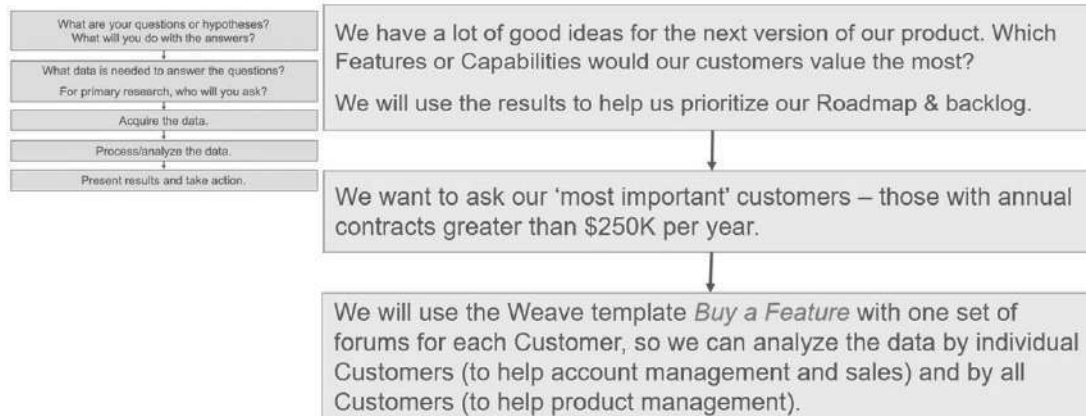 What are your questions or hypotheses?
What will you do with the answers?
What data is needed to answer the questions?
For primary research, who will you ask?
Acquire the data.
Process/analyze the data.
Present results and take action.
We have a lot of good ideas for the next version of our product. Which
Features or Capabilities would our customers value the most?
We will use the results to help us prioritize our Roadmap & backlog.
We want to ask our ‘most important’ customers – those with annual
contracts greater than $250K per year.
We will use the Weave template Buy a Feature with one set of
forums for each Customer, so we can analyze the data by individual
Customers (to help account management and sales) and by all
Customers (to help product management).